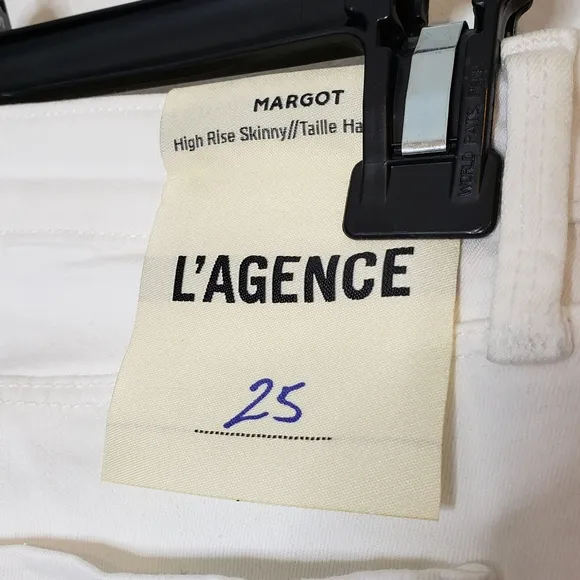 MARGOT
High Rise Skinny//Taille Ha
L'AGENCE
25